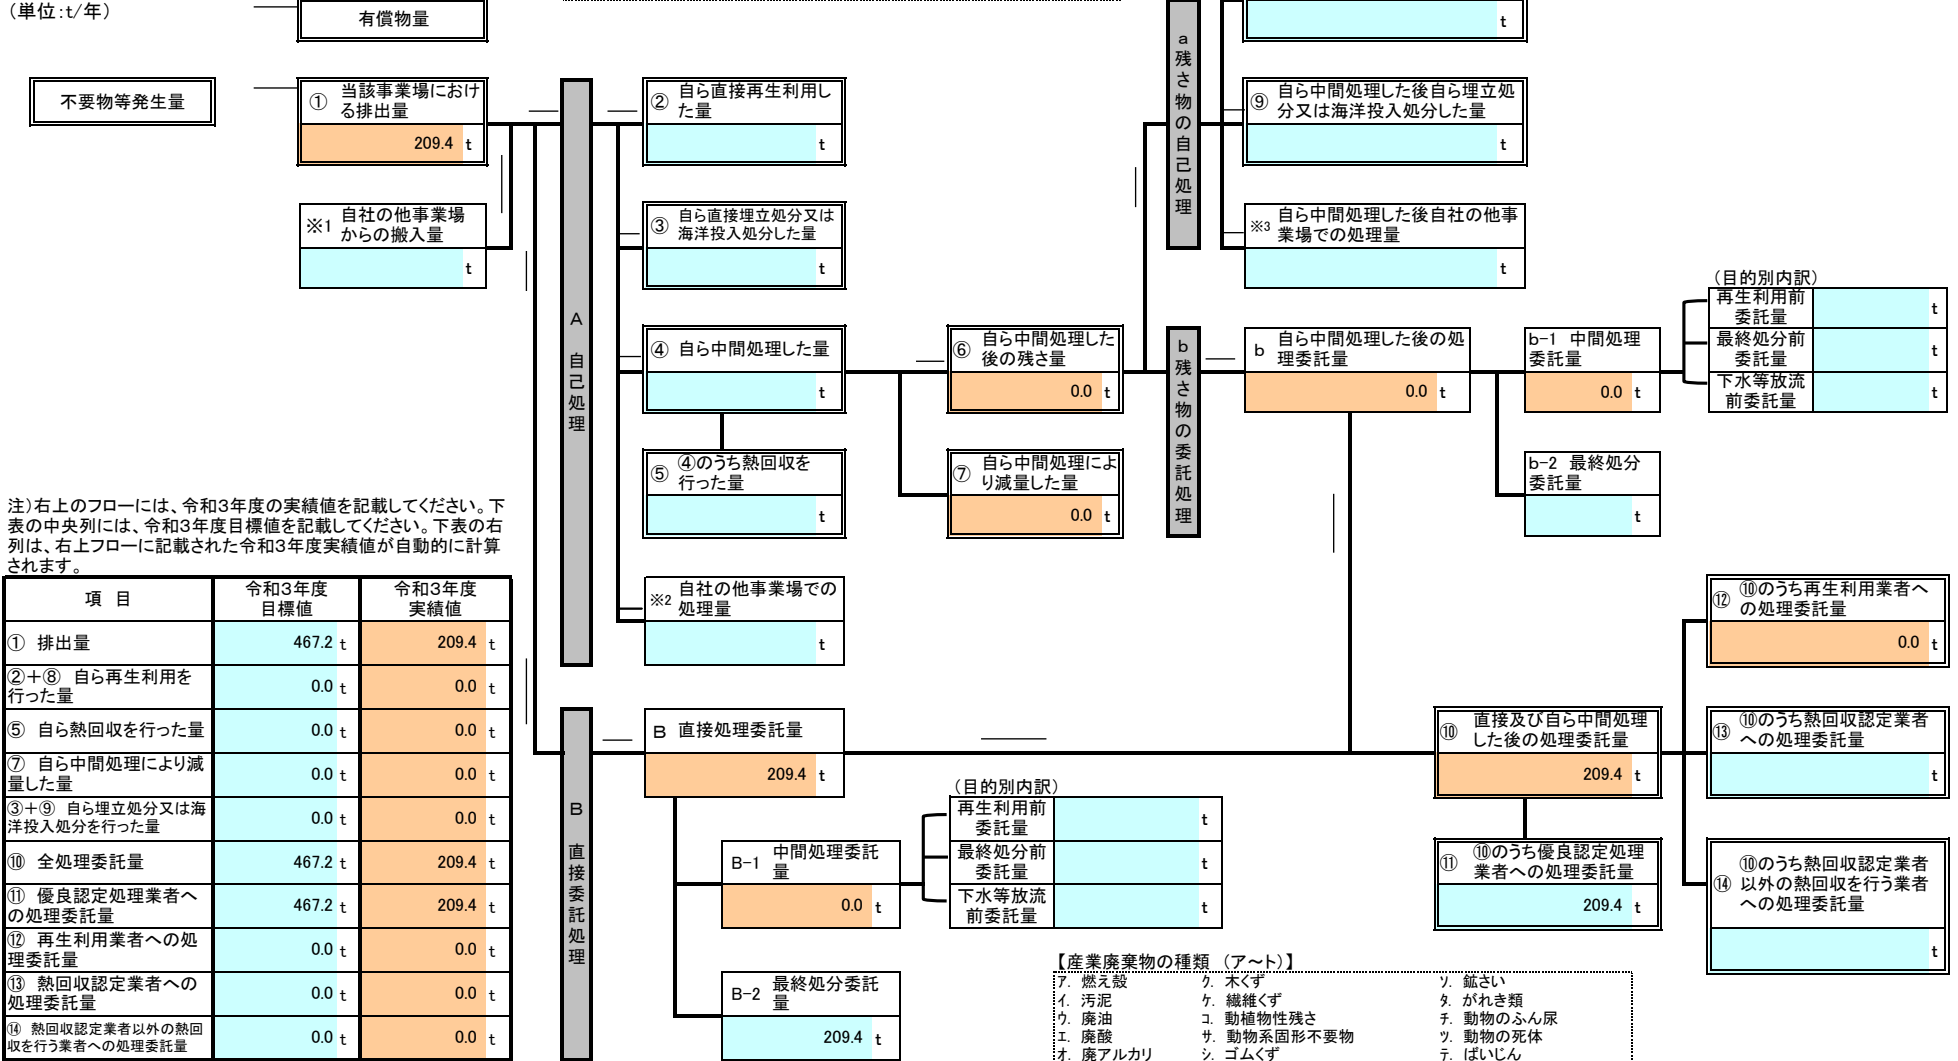 （単位:t/年）
有償物量
t
不要物等発生量
① 当該事業場におけ
る排出量
209.4 t
② 自ら直接再生利用し
た量
t
a
残
さ
物
の
自
己
処
理
⑨ 自ら中間処理した後自ら埋立処
分又は海洋投入処分した量
t
※1 自社の他事業場
からの搬入量
t
③ 自ら直接埋立処分又は
海洋投入処分した量
t
※3 自ら中間処理した後自社の他事
業場での処理量
t
A
自
己
処
理
④ 自ら中間処理した量
t
⑥ 自ら中間処理した
後の残さ量
0.0 t
b
残
さ
物
の
委
託
処
理
b 自ら中間処理した後の処
理委託量
0.0 t
b-1 中間処理
委託量
0.0 t
（目的別内訳）
再生利用前
委託量
t
最終処分前
委託量
t
下水等放流
前委託量
t
⑤ ④のうち熱回収を
行った量
t
⑦ 自ら中間処理によ
り減量した量
0.0 t
b-2 最終処分
委託量
t
※2 自社の他事業場での
処理量
t
注）右上のフローには、令和3年度の実績値を記載してください。下
表の中央列には、令和3年度目標値を記載してください。下表の右
列は、右上フローに記載された令和3年度実績値が自動的に計算
されます。
項 目 令和3年度 令和3年度
目標値 実績値
① 排出量 467.2 t 209.4 t
②＋⑧ 自ら再生利用を
行った量 0.0 t 0.0 t
⑤ 自ら熱回収を行った量 0.0 t 0.0 t
⑦ 自ら中間処理により減
量した量 0.0 t 0.0 t
③＋⑨ 自ら埋立処分又は海
洋投入処分を行った量 0.0 t 0.0 t
⑩ 全処理委託量 467.2 t 209.4 t
⑪ 優良認定処理業者へ
の処理委託量 467.2 t 209.4 t
⑫ 再生利用業者への処
理委託量 0.0 t 0.0 t
⑬ 熱回収認定業者への
処理委託量 0.0 t 0.0 t
⑭ 熱回収認定業者以外の熱回
収を行う業者への処理委託量 0.0 t 0.0 t
B
直
接
委
託
処
理
B 直接処理委託量
209.4 t
B-1 中間処理委託
量
0.0 t
B-2 最終処分委託
量
209.4 t
（目的別内訳）
再生利用前
委託量
t
最終処分前
委託量
t
下水等放流
前委託量
t
⑩ 直接及び自ら中間処理
した後の処理委託量
209.4 t
⑪ ⑩のうち優良認定処理
業者への処理委託量
209.4 t
⑫ ⑩のうち再生利用業者へ
の処理委託量
0.0 t
⑬ ⑩のうち熱回収認定業者
への処理委託量
t
⑭ ⑩のうち熱回収認定業者
以外の熱回収を行う業者
への処理委託量
t
【産業廃棄物の種類 （ア～ト）】
ア. 燃え殻 ク. 木くず ソ. 鉱さい
イ. 汚泥 ケ. 繊維くず タ. がれき類
ウ. 廃油 コ. 動植物性残さ チ. 動物のふん尿
エ. 廃酸 サ. 動物系固形不要物 ツ. 動物の死体
オ. 廃アルカリ シ. ゴムくず テ. ばいじん